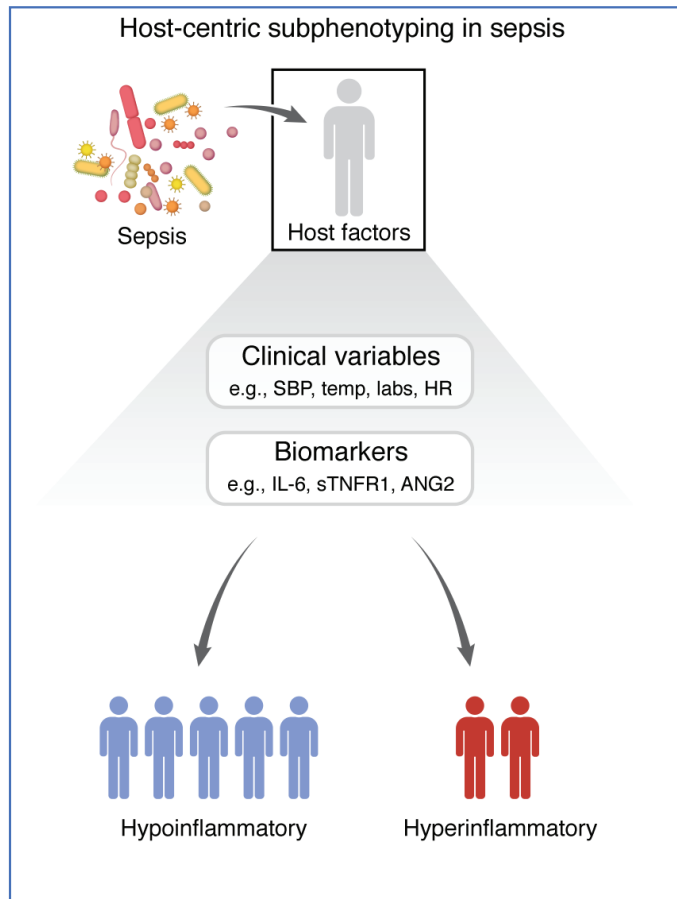 Host-centric subphenotyping in sepsis
Sepsis
Host factors
Clinical variables
e.g., SBP, temp, labs, HR
Biomarkers
e.g., IL-6, sTNFR1, ANG2
Hypoinflammatory
Hyperinflammatory